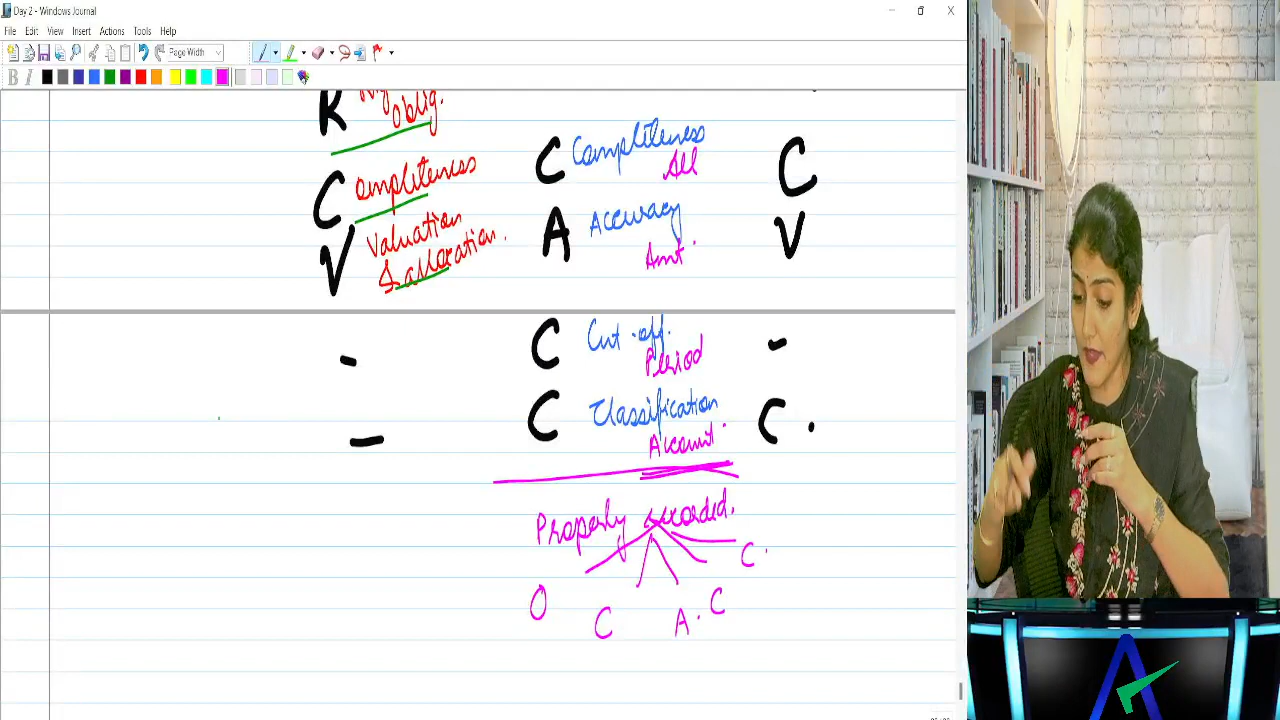 Day 2 - Windows Journal
File Edit View Insert Actions Tools Help
Page Width
B I
R
oblig.
C Completeness C
All
C ompleteness
A Accuracy V
Amt.
V Valuation
& allocation.
- C Cut-off. -
Period
- C Classification C.
Account.
Properly recorded.
O C A. C C.